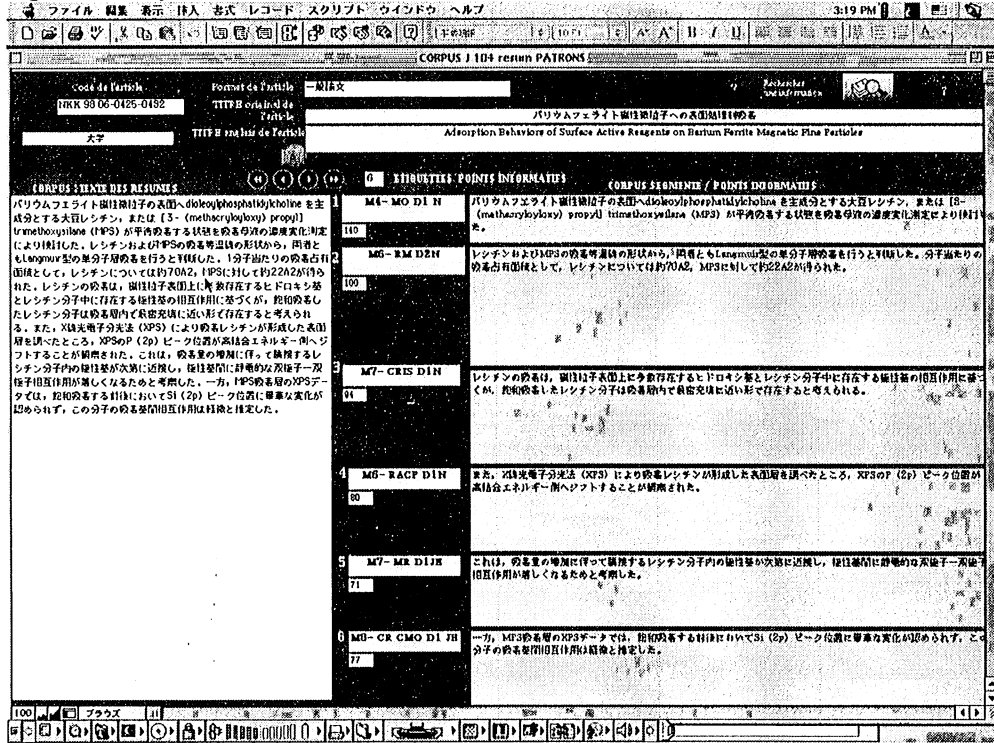 ファイル 編集 表示 挿入 書式 レコード スクリプト ウインドウ ヘルプ 3:19 PM
CORPUS J 104 resum PATRONS
Code de l'article
NKK 98 06-0425-0432
大学
Format de l'article 一般論文
TITRE original de l'article
バリウムフェライト磁性微粒子への表面処理剤吸着
TITRE anglais de l'article
Adsorption Behaviors of Surface Active Reagents on Barium Ferrite Magnetic Fine Particles
Rechercher
?
CORPUS : TEXTE DES RESUMES
6 ETIQUETTES POINTS INFORMATIFS
CORPUS SEGMENTE / POINTS INFORMATIFS
バリウムフェライト磁性微粒子の表面へdioleoylphosphatidylcholine を主
成分とする大豆レシチン, または [3- (methacryloyloxy) propyl]
trimethoxysilane (MPS) が平衡吸着する状態を吸着母液の濃度変化測定
により検討した. レシチンおよびMPSの吸着等温線の形状から, 両者と
もLangmuir型の単分子層吸着を行うと判断した. 1分子当たりの吸着占有
面積として, レシチンについては約70A2, MPSに対して約22A2が得ら
れた. レシチンの吸着は, 磁性粒子表面上に多数存在するヒドロキシ基
とレシチン分子中に存在する極性基の相互作用に基づくが, 飽和吸着し
たレシチン分子は吸着層内で最密充填に近い形で存在すると考えられ
る. また, X線光電子分光法 (XPS) により吸着レシチンが形成した表面
層を調べたところ, XPSのP (2p) ピーク位置が高結合エネルギー側へシ
フトすることが観察された. これは, 吸着量の増加に伴って隣接するレ
シチン分子内の極性基が次第に近接し, 極性基間に静電的な双極子ー双
極子相互作用が著しくなるためと考察した. 一方, MPS吸着層のXPSデー
タでは, 飽和吸着する前後においてSi (2p) ピーク位置に顕著な変化が
認められず, この分子の吸着基間相互作用は軽微と推定した.
1 M4- MO D1 N
140
バリウムフェライト磁性微粒子の表面へdioleoylphosphatidylcholine を主成分とする大豆レシチン, または [3-
(methacryloyloxy) propyl] trimethoxysilane (MPS) が平衡吸着する状態を吸着母液の濃度変化測定により検討し
た.
2 M6- RM D2N
100
レシチンおよびMPSの吸着等温線の形状から, 両者ともLangmuir型の単分子層吸着を行うと判断した. 分子当たりの
吸着占有面積として, レシチンについては約70A2, MPSに対して約22A2が得られた.
3 M7- CRIS D1N
94
レシチンの吸着は, 磁性粒子表面上に多数存在するヒドロキシ基とレシチン分子中に存在する極性基の相互作用に基づ
くが, 飽和吸着したレシチン分子は吸着層内で最密充填に近い形で存在すると考えられる.
4 M6- RACP D1N
80
また, X線光電子分光法 (XPS) により吸着レシチンが形成した表面層を調べたところ, XPSのP (2p) ピーク位置が
高結合エネルギー側へシフトすることが観察された.
5 M7- MR D1JH
71
これは, 吸着量の増加に伴って隣接するレシチン分子内の極性基が次第に近接し, 極性基間に静電的な双極子ー双極子
相互作用が著しくなるためと考察した.
6 M8- CR CMO D1 JH
77
一方, MPS吸着層のXPSデータでは, 飽和吸着する前後においてSi (2p) ピーク位置に顕著な変化が認められず, この
分子の吸着基間相互作用は軽微と推定した.
100 ブラウズ